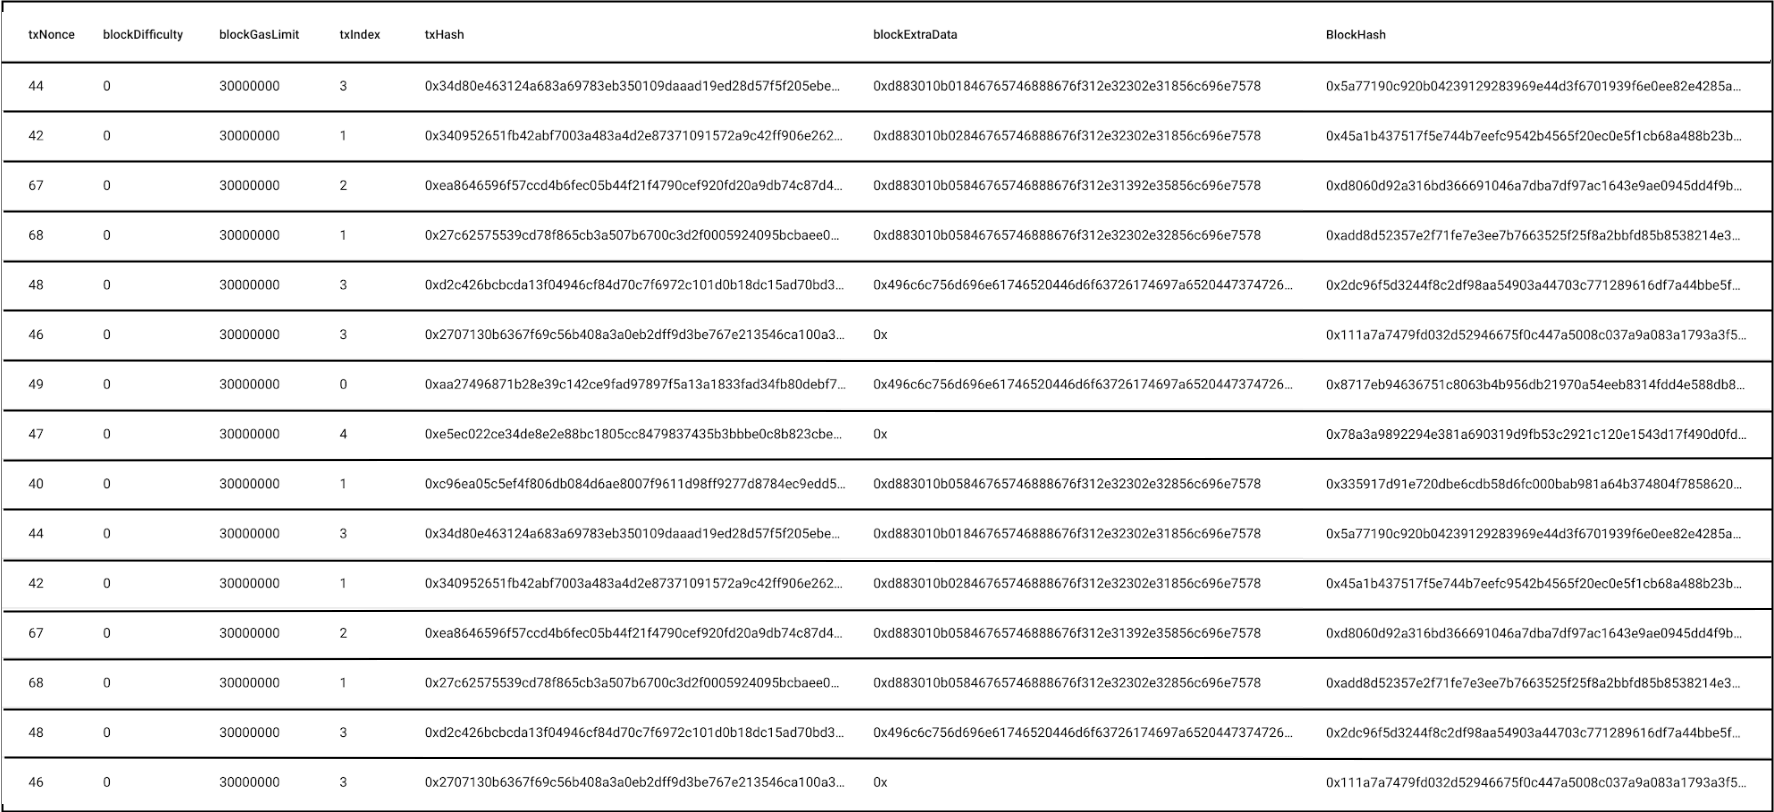 txNonce blockDifficulty blockGasLimit txIndex txHash blockExtraData BlockHash
44 0 30000000 3 0x34d80e463124a683a69783eb350109daaad19ed28d57f5f205ebe... 0xd883010b01846765746888676f312e32302e31856c696e7578 0x5a77190c920b04239129283969e44d3f6701939f6e0ee82e4285a...
42 0 30000000 1 0x340952651fb42abf7003a483a4d2e87371091572a9c42ff906e262... 0xd883010b02846765746888676f312e32302e31856c696e7578 0x45a1b437517f5e744b7eefc9542b4565f20ec0e5f1cb68a488b23b...
67 0 30000000 2 0xea8646596f57ccd4b6fec05b44f21f4790cef920fd20a9db74c87d4... 0xd883010b05846765746888676f312e31392e35856c696e7578 0xd8060d92a316bd366691046a7dba7df97ac1643e9ae0945dd4f9b...
68 0 30000000 1 0x27c62575539cd78f865cb3a507b6700c3d2f0005924095bcbaee0... 0xd883010b05846765746888676f312e32302e32856c696e7578 0xadd8d52357e2f71fe7e3ee7b7663525f25f8a2bbfd85b8538214e3...
48 0 30000000 3 0xd2c426bcbcda13f04946cf84d70c7f6972c101d0b18dc15ad70bd3... 0x496c6c756d696e61746520446d6f63726174697a6520447374726... 0x2dc96f5d3244f8c2df98aa54903a44703c771289616df7a44bbe5f...
46 0 30000000 3 0x2707130b6367f69c56b408a3a0eb2dff9d3be767e213546ca100a3... 0x 0x111a7a7479fd032d52946675f0c447a5008c037a9a083a1793a3f5...
49 0 30000000 0 0xaa27496871b28e39c142ce9fad97897f5a13a1833fad34fb80debf7... 0x496c6c756d696e61746520446d6f63726174697a6520447374726... 0x8717eb94636751c8063b4b956db21970a54eeb8314fdd4e588db8...
47 0 30000000 4 0xe5ec022ce34de8e2e88bc1805cc8479837435b3bbbe0c8b823cbe... 0x 0x78a3a9892294e381a690319d9fb53c2921c120e1543d17f490d0fd...
40 0 30000000 1 0xc96ea05c5ef4f806db084d6ae8007f9611d98ff9277d8784ec9edd5... 0xd883010b05846765746888676f312e32302e32856c696e7578 0x335917d91e720dbe6cdb58d6fc000bab981a64b374804f7858620...
44 0 30000000 3 0x34d80e463124a683a69783eb350109daaad19ed28d57f5f205ebe... 0xd883010b01846765746888676f312e32302e31856c696e7578 0x5a77190c920b04239129283969e44d3f6701939f6e0ee82e4285a...
42 0 30000000 1 0x340952651fb42abf7003a483a4d2e87371091572a9c42ff906e262... 0xd883010b02846765746888676f312e32302e31856c696e7578 0x45a1b437517f5e744b7eefc9542b4565f20ec0e5f1cb68a488b23b...
67 0 30000000 2 0xea8646596f57ccd4b6fec05b44f21f4790cef920fd20a9db74c87d4... 0xd883010b05846765746888676f312e31392e35856c696e7578 0xd8060d92a316bd366691046a7dba7df97ac1643e9ae0945dd4f9b...
68 0 30000000 1 0x27c62575539cd78f865cb3a507b6700c3d2f0005924095bcbaee0... 0xd883010b05846765746888676f312e32302e32856c696e7578 0xadd8d52357e2f71fe7e3ee7b7663525f25f8a2bbfd85b8538214e3...
48 0 30000000 3 0xd2c426bcbcda13f04946cf84d70c7f6972c101d0b18dc15ad70bd3... 0x496c6c756d696e61746520446d6f63726174697a6520447374726... 0x2dc96f5d3244f8c2df98aa54903a44703c771289616df7a44bbe5f...
46 0 30000000 3 0x2707130b6367f69c56b408a3a0eb2dff9d3be767e213546ca100a3... 0x 0x111a7a7479fd032d52946675f0c447a5008c037a9a083a1793a3f5...